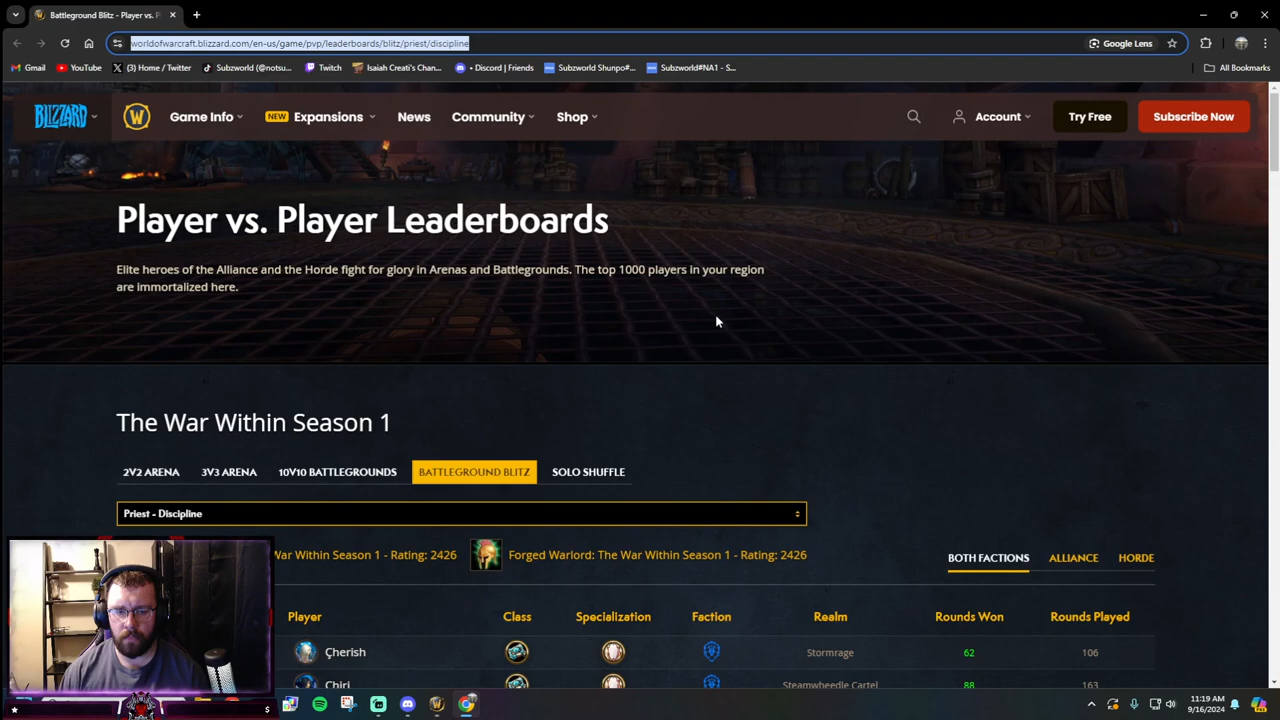 Battleground Blitz - Player vs. P
worldofwarcraft.blizzard.com/en-us/game/pvp/leaderboards/blitz/priest/discipline
Google Lens
Gmail
YouTube
(3) Home / Twitter
Subzworld (@notsu...
Twitch
Isaiah Creati's Chan...
• Discord | Friends
Subzworld Shunpo#...
Subzworld#NA1 - S...
All Bookmarks
BLIZZARD
W
Game Info
NEW
Expansions
News
Community
Shop
Account
Try Free
Subscribe Now
Player vs. Player Leaderboards
Elite heroes of the Alliance and the Horde fight for glory in Arenas and Battlegrounds. The top 1000 players in your region
are immortalized here.
The War Within Season 1
2V2 ARENA
3V3 ARENA
10V10 BATTLEGROUNDS
BATTLEGROUND BLITZ
SOLO SHUFFLE
Priest - Discipline
War Within Season 1 - Rating: 2426
Forged Warlord: The War Within Season 1 - Rating: 2426
BOTH FACTIONS
ALLIANCE
HORDE
Player
Class
Specialization
Faction
Realm
Rounds Won
Rounds Played
Çherish
Stormrage
62
106
Chiri
Steamwheedle Cartel
88
163
$
11:19 AM
9/16/2024